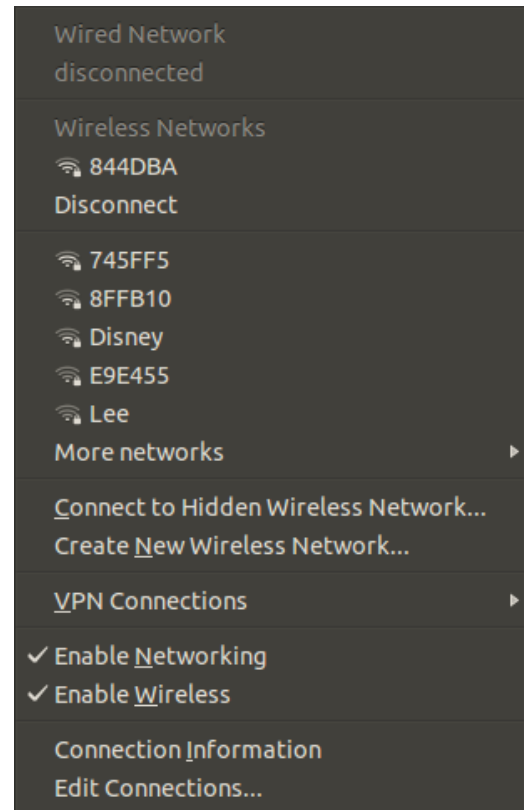 Wired Network
disconnected
Wireless Networks
844DBA
Disconnect
745FF5
8FFB10
Disney
E9E455
Lee
More networks
Connect to Hidden Wireless Network...
Create New Wireless Network...
VPN Connections
Enable Networking
Enable Wireless
Connection Information
Edit Connections...